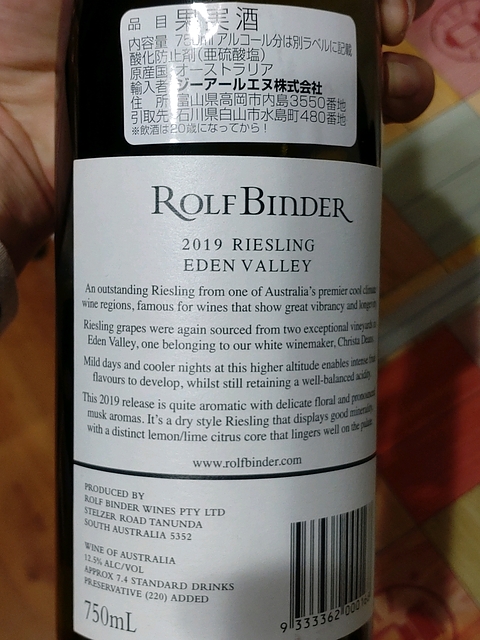 品目 果実酒
内容量 750ml アルコール分は別ラベルに記載
酸化防止剤(亜硫酸塩)
原産国:オーストラリア
輸入者 ジーアールエヌ株式会社
住 所 富山県高岡市内島3550番地
引取先:石川県白山市水島町480番地
※飲酒は20歳になってから!
ROLF BINDER
2019 RIESLING
EDEN VALLEY
An outstanding Riesling from one of Australia's premier cool climate
wine regions, famous for wines that show great vibrancy and longevity.
Riesling grapes were again sourced from two exceptional vineyards
Eden Valley, one belonging to our white winemaker, Christa Deans.
Mild days and cooler nights at this higher altitude enables intense
flavours to develop, whilst still retaining a well-balanced acidity.
This 2019 release is quite aromatic with delicate floral and pronounced
musk aromas. It's a dry style Riesling that displays good minerality,
with a distinct lemon/lime citrus core that lingers well on the palate.
www.rolfbinder.com
PRODUCED BY
ROLF BINDER WINES PTY LTD
STELZER ROAD TANUNDA
SOUTH AUSTRALIA 5352
WINE OF AUSTRALIA
12.5% ALC/VOL
APPROX 7.4 STANDARD DRINKS
PRESERVATIVE (220) ADDED
750mL
9 333362 000